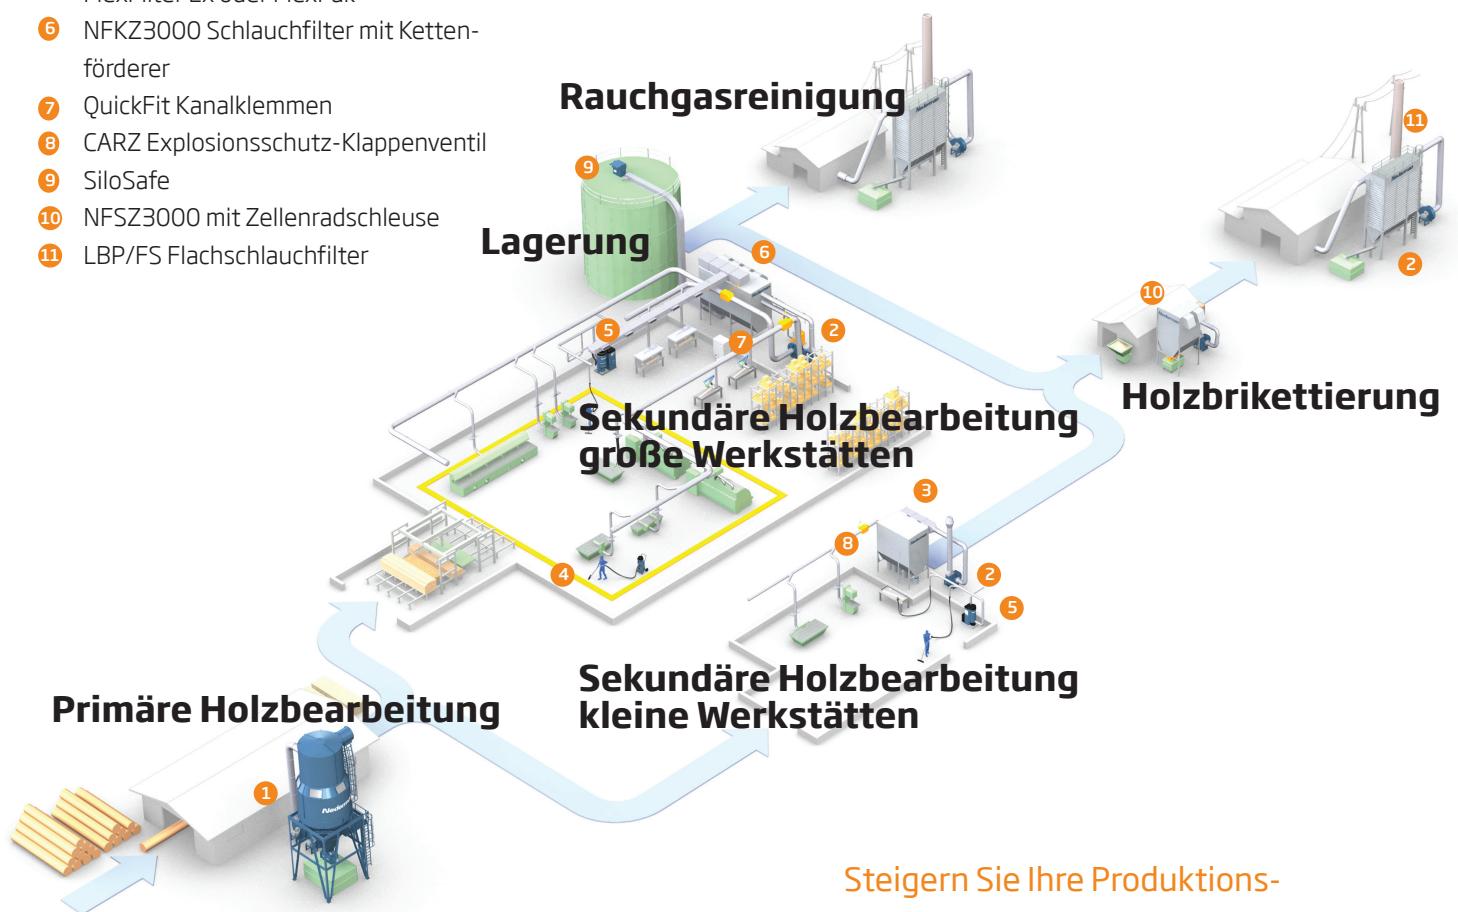 6 NFKZ3000 Schlauchfilter mit Ketten-
förderer
7 QuickFit Kanalklemmen
8 CARZ Explosionsschutz-Klappenventil
9 SiloSafe
10 NFSZ3000 mit Zellenradschleuse
11 LBP/FS Flachschlauchfilter
Rauchgasreinigung
11
9
Lagerung
6
2
10
5
7
2
Holzbrikettierung
Sekundäre Holzbearbeitung
große Werkstätten
3
8
4
2
5
Sekundäre Holzbearbeitung
kleine Werkstätten
Primäre Holzbearbeitung
1
Steigern Sie Ihre Produktions-